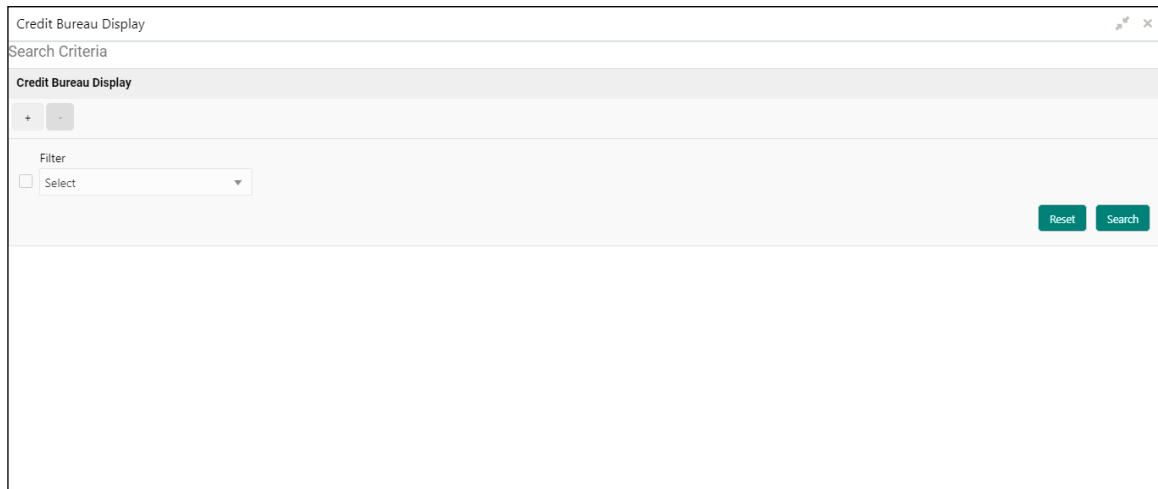 Credit Bureau Display
Search Criteria
Credit Bureau Display
+ -
Filter
Select
Reset Search